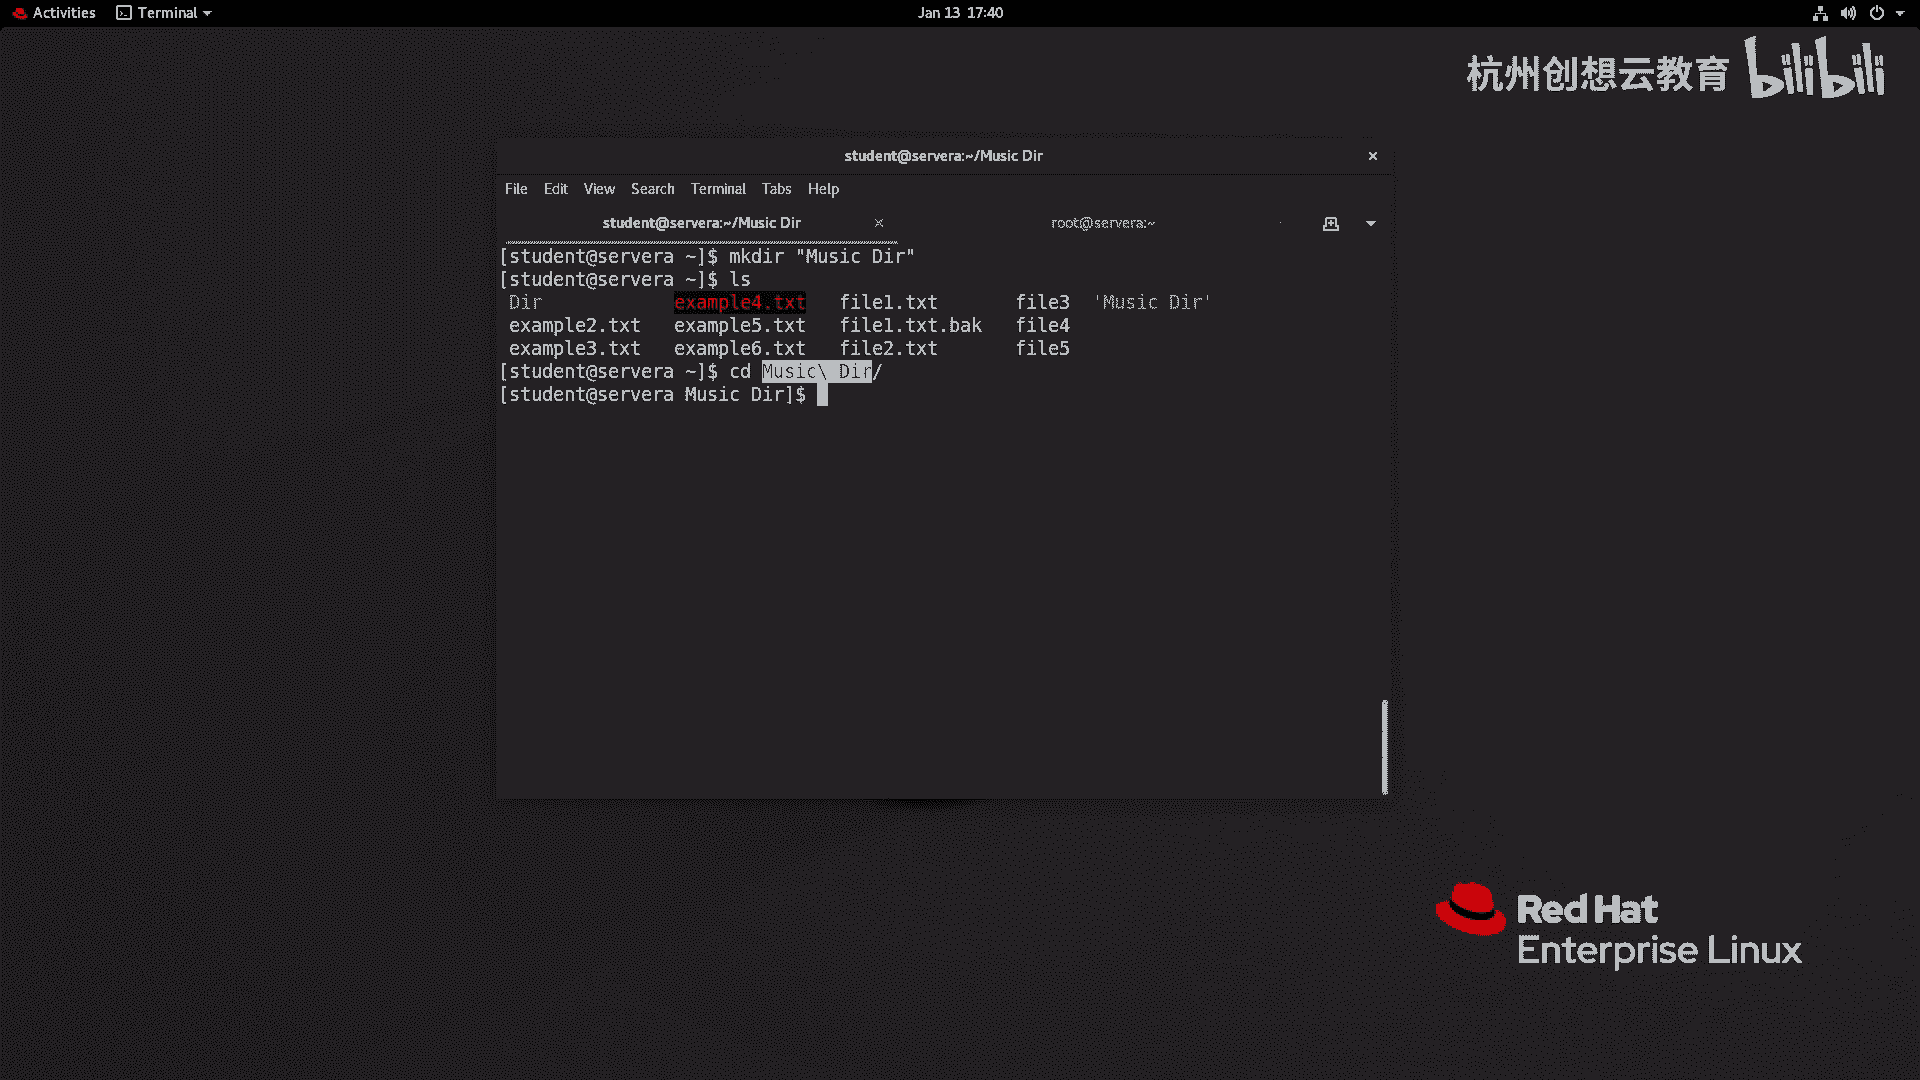 Activities Terminal Jan 13 17:40
杭州创想云教育 bilibili
student@servera:~/Music Dir
File Edit View Search Terminal Tabs Help
student@servera:~/Music Dir root@servera:~
[student@servera ~]$ mkdir "Music Dir"
[student@servera ~]$ ls
Dir example4.txt file1.txt file3 'Music Dir'
example2.txt example5.txt file1.txt.bak file4
example3.txt example6.txt file2.txt file5
[student@servera ~]$ cd Music\ Dir/
[student@servera Music Dir]$
Red Hat
Enterprise Linux